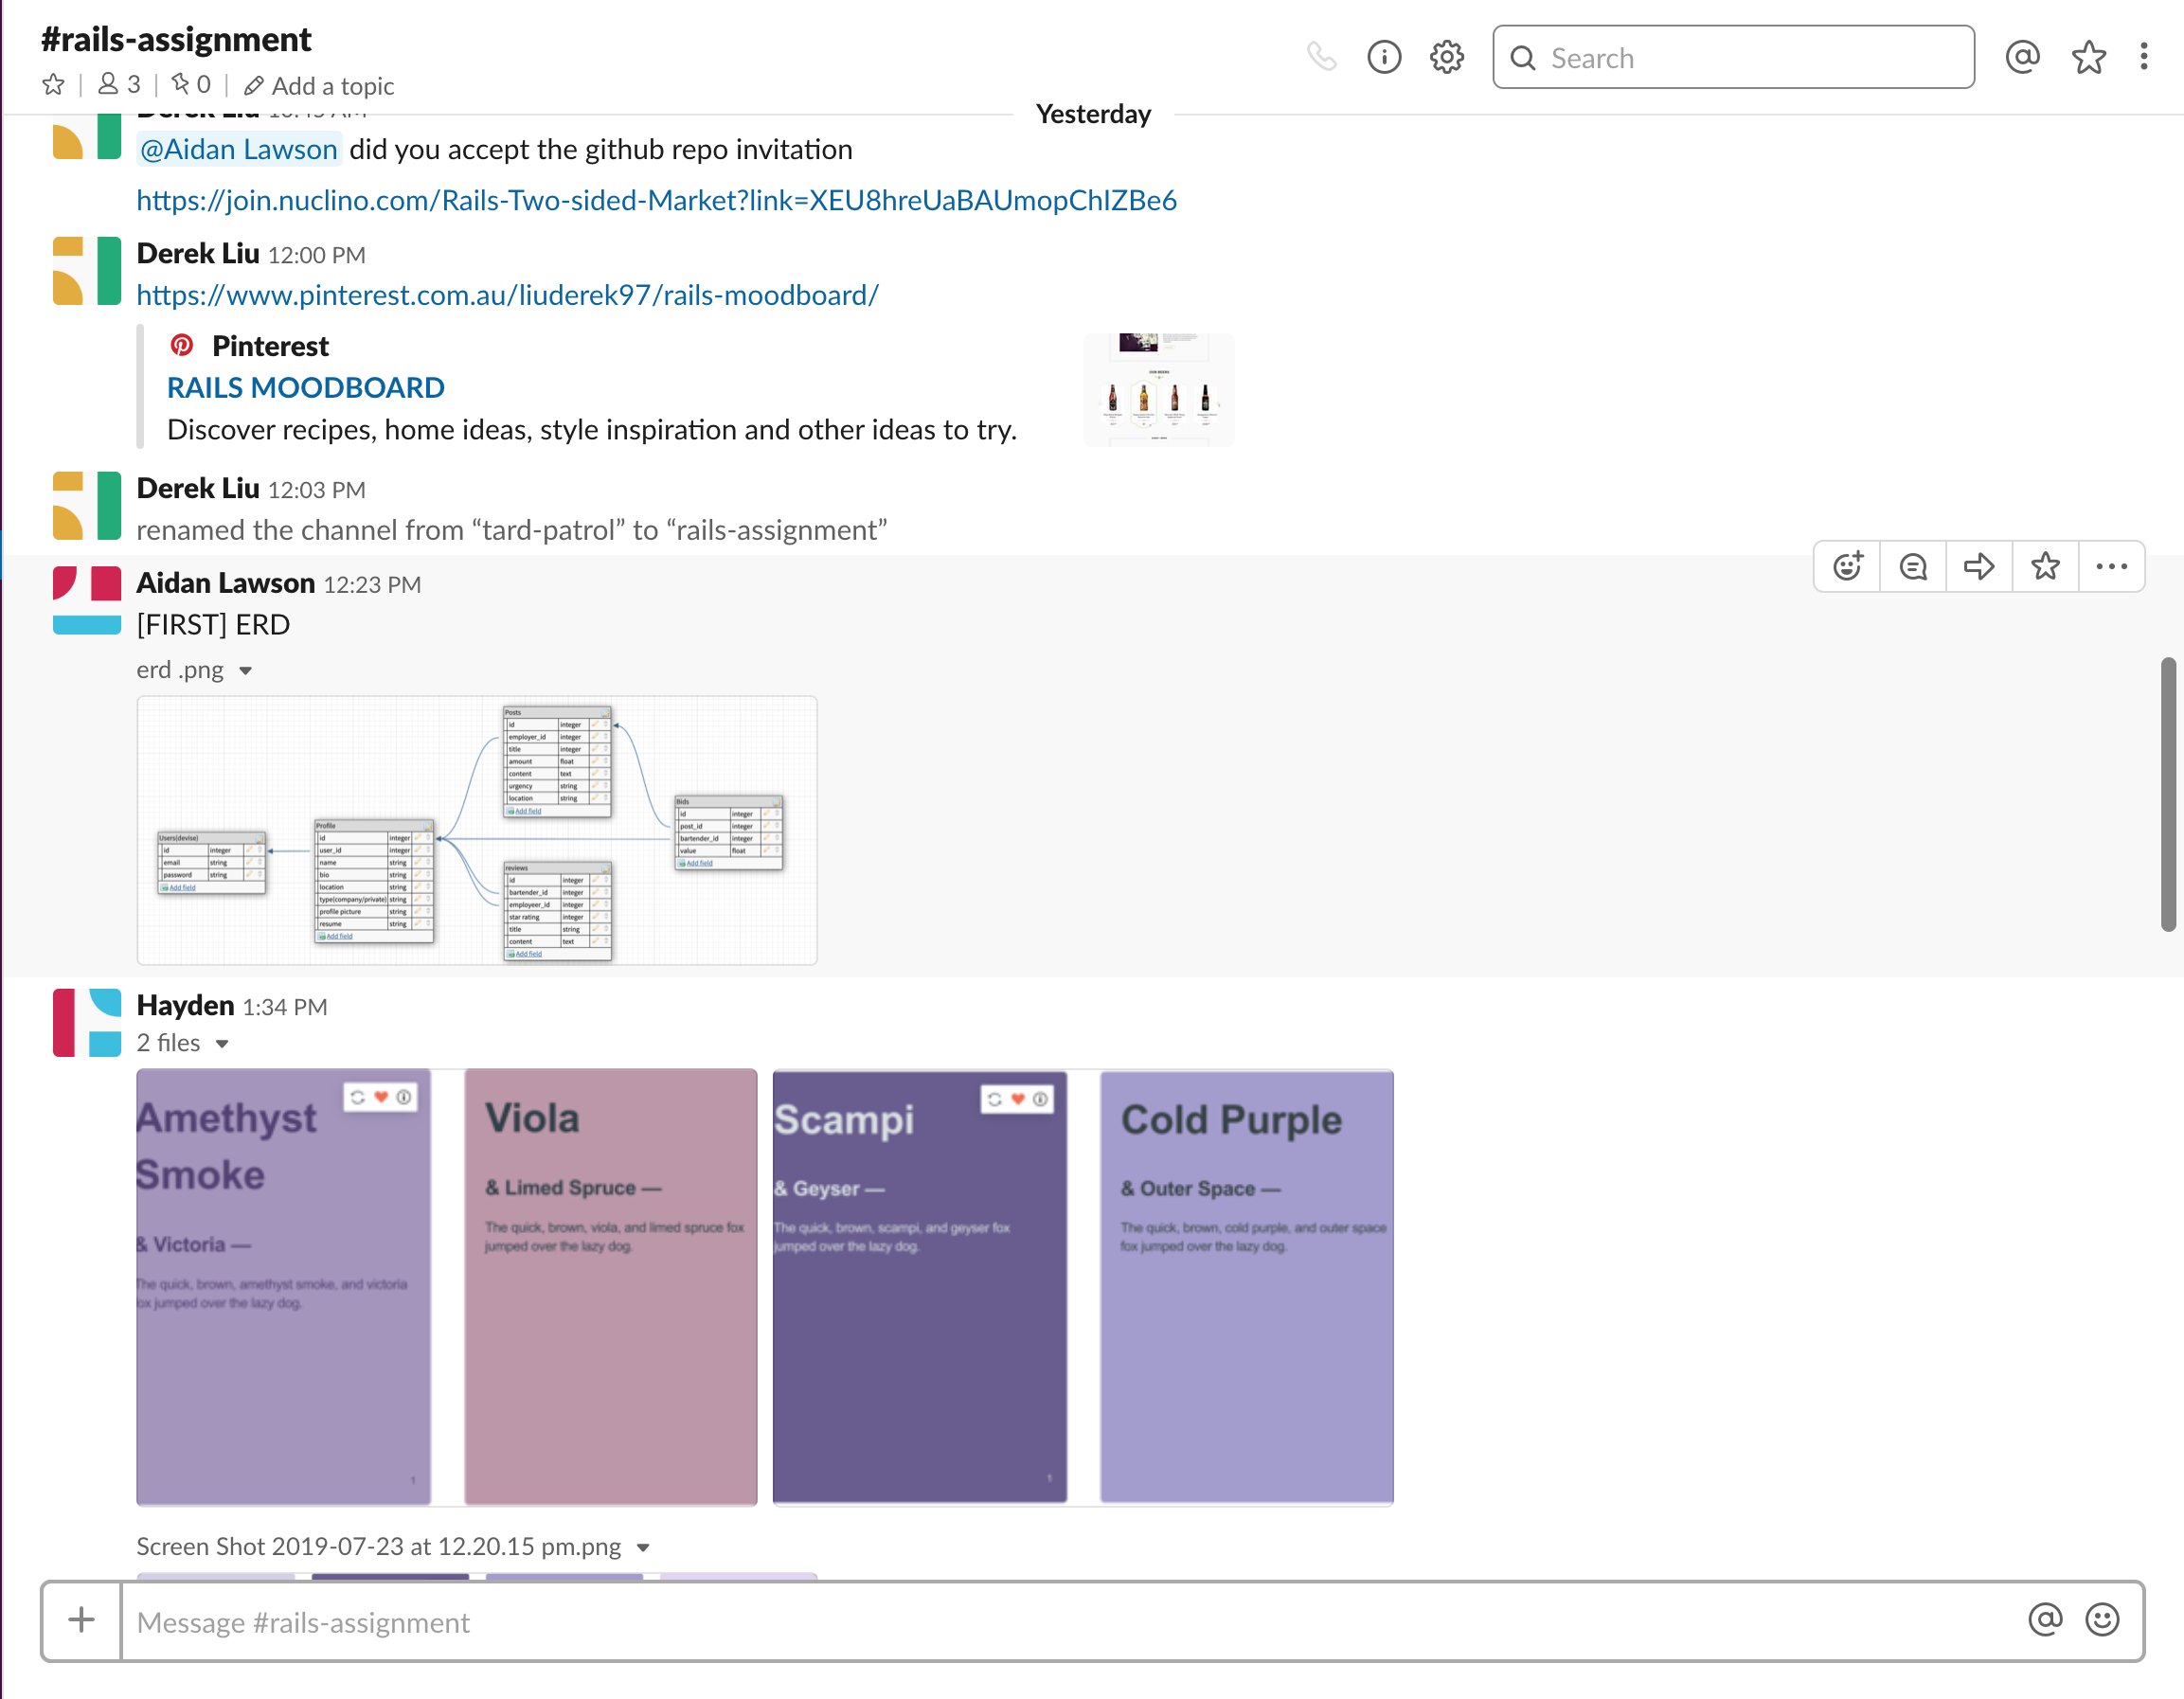 #rails-assignment
3
0
Add a topic
Search
Yesterday
Derek Liu 10:45 AM
@Aidan Lawson did you accept the github repo invitation
https://join.nuclino.com/Rails-Two-sided-Market?link=XEU8hreUaBAUmopChIZBe6
Derek Liu 12:00 PM
https://www.pinterest.com.au/liuderek97/rails-moodboard/
Pinterest
RAILS MOODBOARD
Discover recipes, home ideas, style inspiration and other ideas to try.
Derek Liu 12:03 PM
renamed the channel from “tard-patrol” to “rails-assignment”
Aidan Lawson 12:23 PM
[FIRST] ERD
erd .png
Posts
id integer
employer_id integer
title integer
amount float
content text
urgency string
location string
Add field
Bids
id integer
post_id integer
bartender_id integer
value float
Add field
Users(devise)
id integer
email string
password string
Add field
Profile
id integer
user_id integer
name string
bio string
location string
type(company/private) string
profile picture string
resume string
Add field
reviews
id integer
bartender_id integer
employeer_id integer
star rating integer
title string
content text
Add field
Hayden 1:34 PM
2 files
Amethyst
Smoke
& Victoria —
The quick, brown, amethyst smoke, and victoria
fox jumped over the lazy dog.
1
Viola
& Limed Spruce —
The quick, brown, viola, and limed spruce fox
jumped over the lazy dog.
Scampi
& Geyser —
The quick, brown, scampi, and geyser fox
jumped over the lazy dog.
1
Cold Purple
& Outer Space —
The quick, brown, cold purple, and outer space
fox jumped over the lazy dog.
Screen Shot 2019-07-23 at 12.20.15 pm.png
Message #rails-assignment